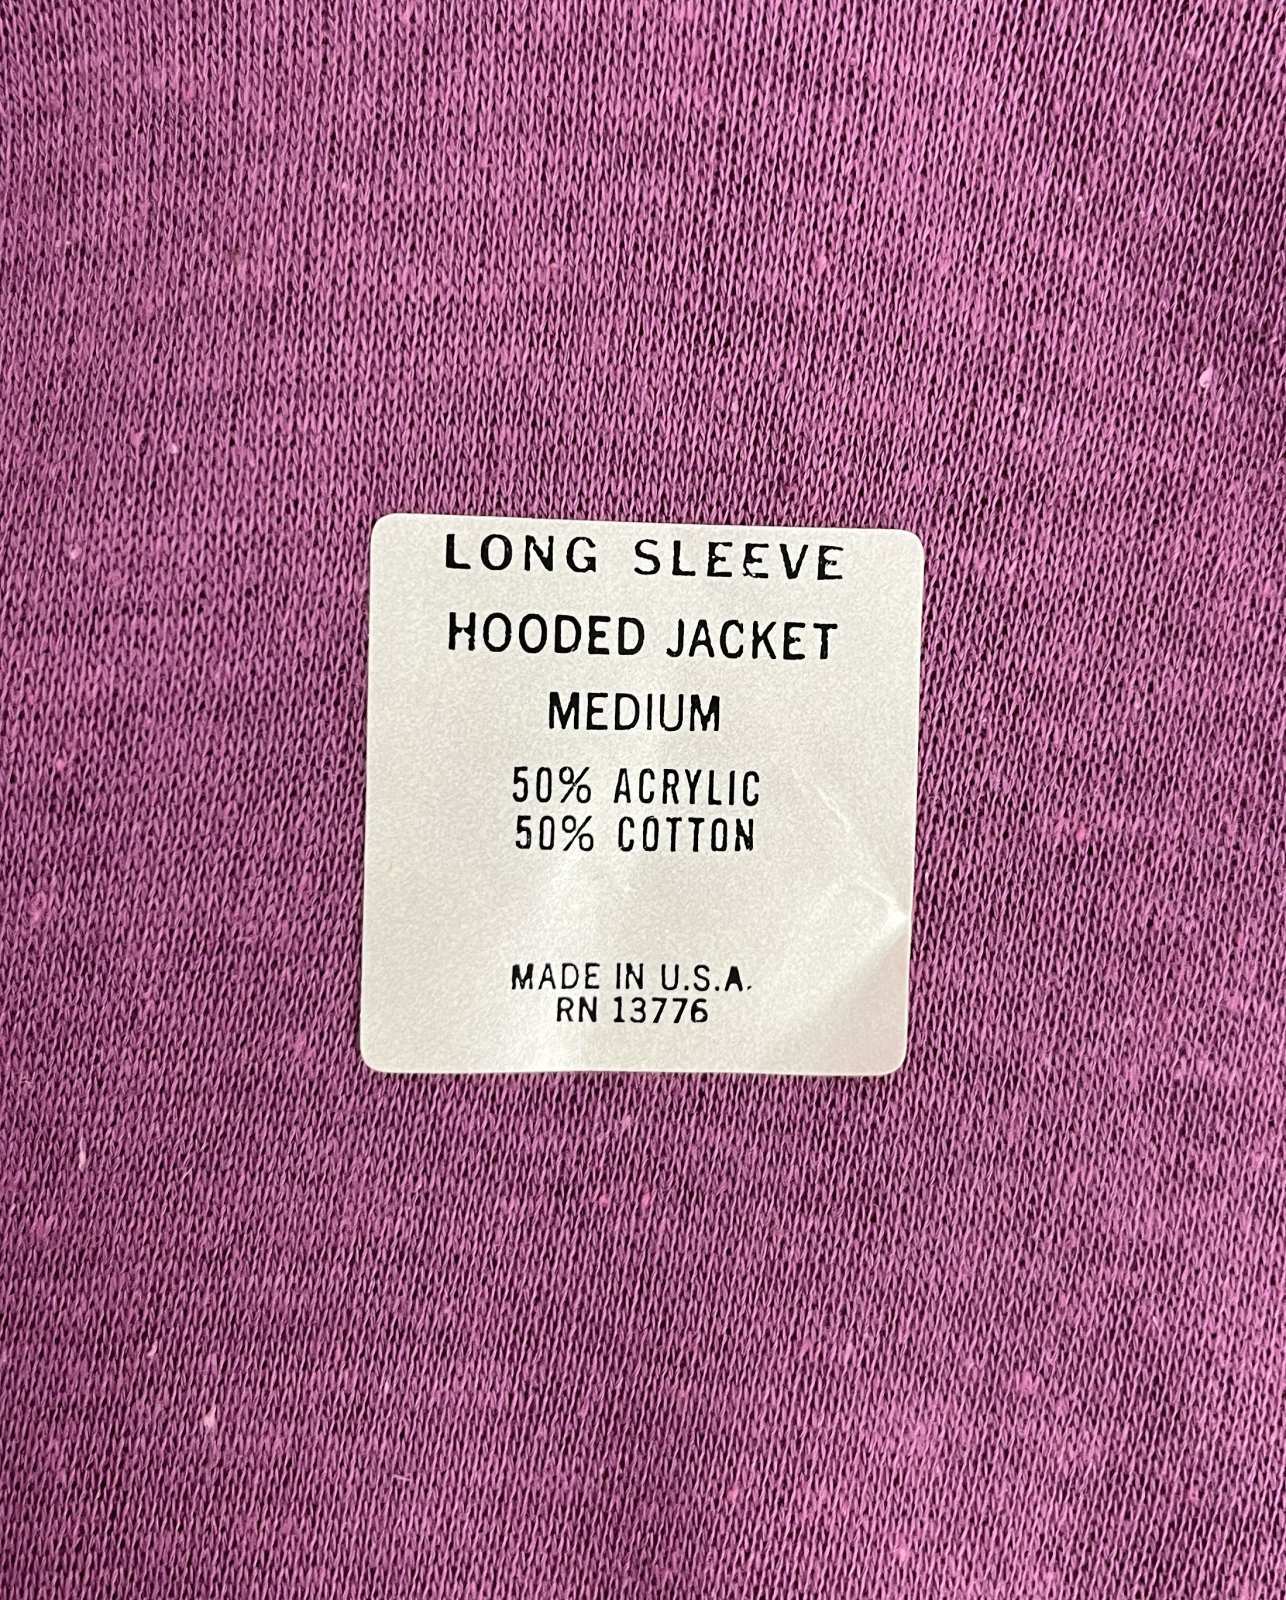 LONG SLEEVE
HOODED JACKET
MEDIUM
50% ACRYLIC
50% COTTON
MADE IN U.S.A.
RN 13776